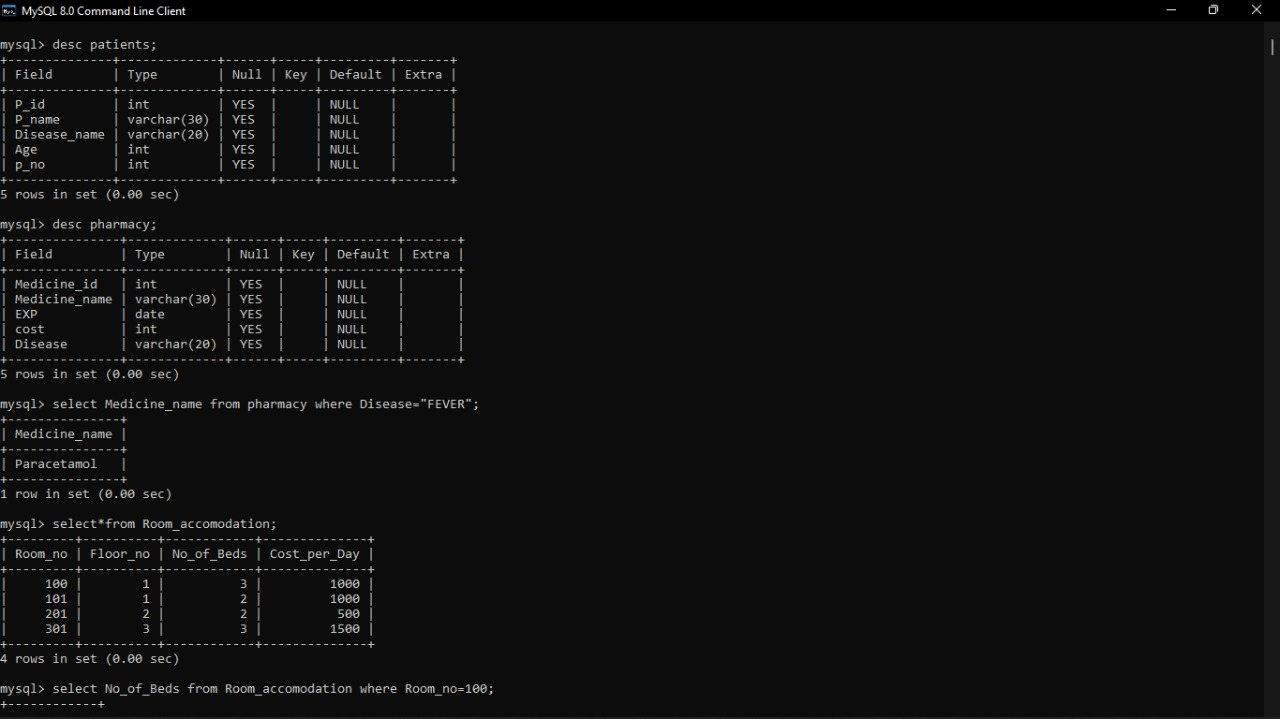 MySQL 8.0 Command Line Client
mysql> desc patients;
+--------------+-------------+------+-----+---------+-------+
| Field        | Type        | Null | Key | Default | Extra |
+--------------+-------------+------+-----+---------+-------+
| P_id         | int         | YES  |     | NULL    |       |
| P_name       | varchar(30) | YES  |     | NULL    |       |
| Disease_name | varchar(20) | YES  |     | NULL    |       |
| Age          | int         | YES  |     | NULL    |       |
| p_no         | int         | YES  |     | NULL    |       |
+--------------+-------------+------+-----+---------+-------+
5 rows in set (0.00 sec)
mysql> desc pharmacy;
+---------------+-------------+------+-----+---------+-------+
| Field         | Type        | Null | Key | Default | Extra |
+---------------+-------------+------+-----+---------+-------+
| Medicine_id   | int         | YES  |     | NULL    |       |
| Medicine_name | varchar(30) | YES  |     | NULL    |       |
| EXP           | date        | YES  |     | NULL    |       |
| cost          | int         | YES  |     | NULL    |       |
| Disease       | varchar(20) | YES  |     | NULL    |       |
+---------------+-------------+------+-----+---------+-------+
5 rows in set (0.00 sec)
mysql> select Medicine_name from pharmacy where Disease="FEVER";
+---------------+
| Medicine_name |
+---------------+
| Paracetamol   |
+---------------+
1 row in set (0.00 sec)
mysql> select*from Room_accomodation;
+---------+----------+------------+--------------+
| Room_no | Floor_no | No_of_Beds | Cost_per_Day |
+---------+----------+------------+--------------+
|     100 |        1 |          3 |         1000 |
|     101 |        1 |          2 |         1000 |
|     201 |        2 |          2 |          500 |
|     301 |        3 |          3 |         1500 |
+---------+----------+------------+--------------+
4 rows in set (0.00 sec)
mysql> select No_of_Beds from Room_accomodation where Room_no=100;
+------------+